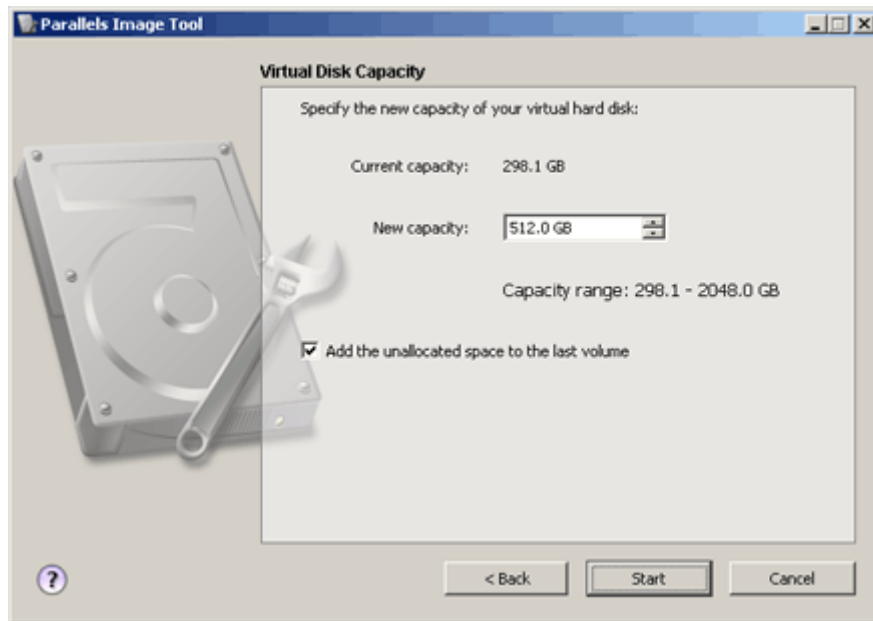 Parallels Image Tool
Virtual Disk Capacity
Specify the new capacity of your virtual hard disk:
Current capacity: 298.1 GB
New capacity: 512.0 GB
Capacity range: 298.1 - 2048.0 GB
Add the unallocated space to the last volume
? < Back Start Cancel